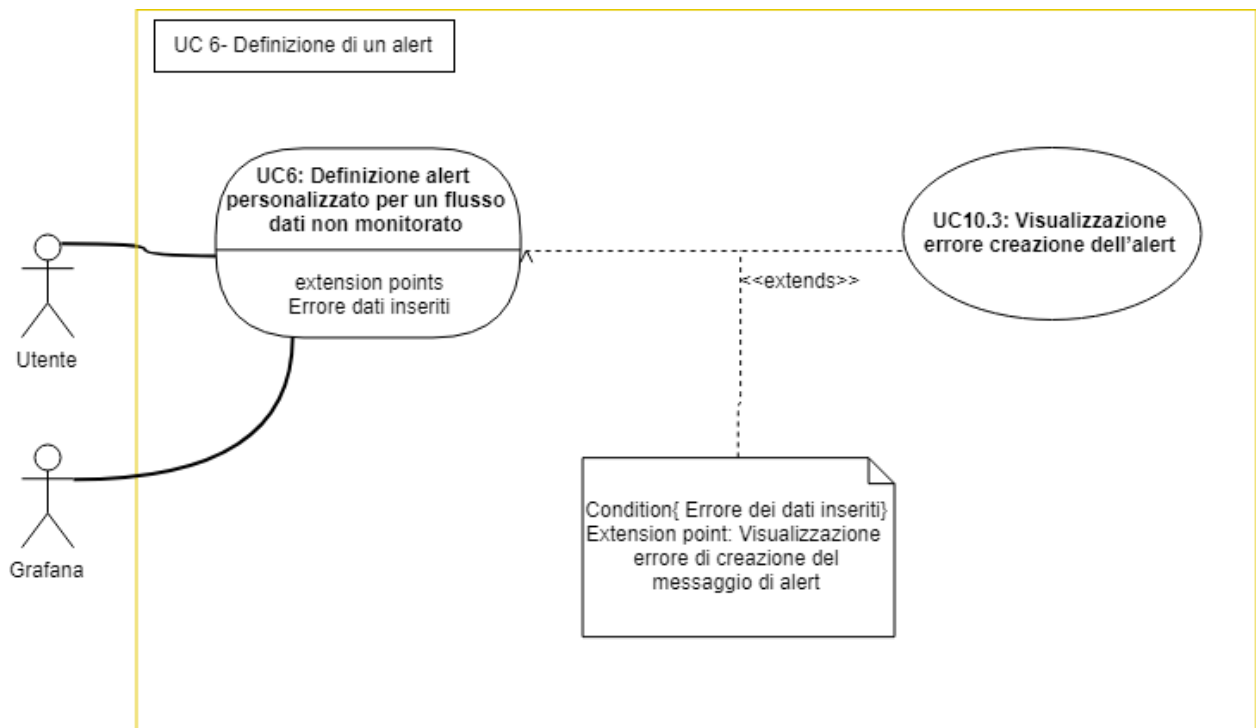 UC 6- Definizione di un alert
UC6: Definizione alert
personalizzato per un flusso
dati non monitorato
extension points
Errore dati inseriti
UC10.3: Visualizzazione
errore creazione dell'alert
<<extends>>
Utente
Grafana
Condition{ Errore dei dati inseriti}
Extension point: Visualizzazione
errore di creazione del
messaggio di alert